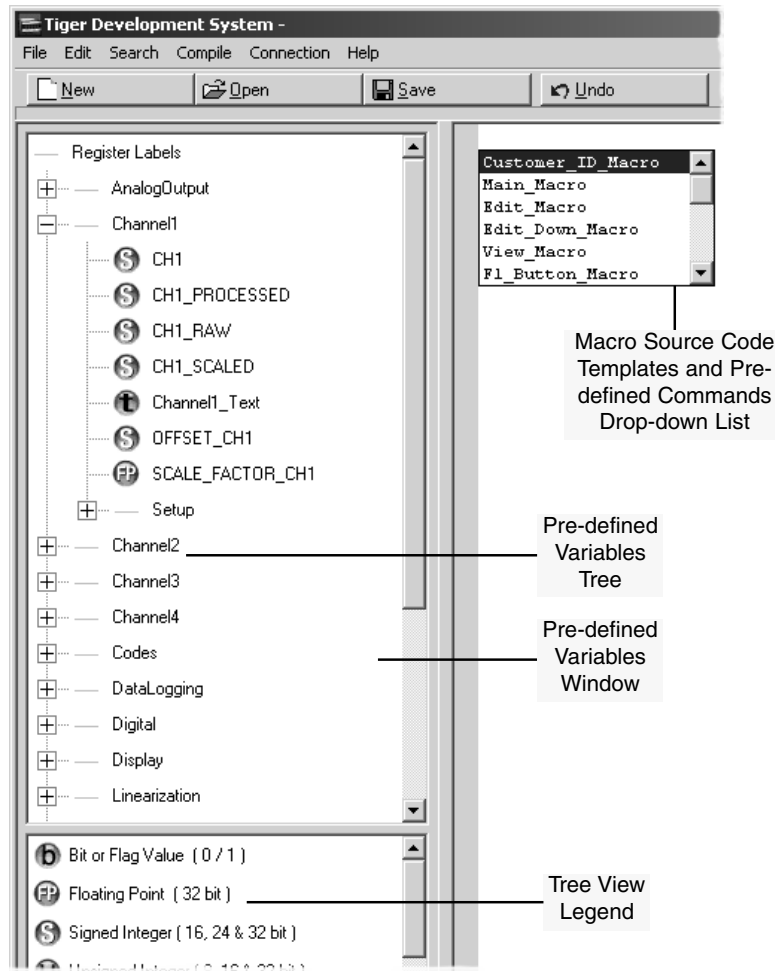 Tiger Development System -
File Edit Search Compile Connection Help
New Open Save Undo
Register Labels
AnalogOutput
Channel1
CH1
CH1_PROCESSED
CH1_RAW
CH1_SCALED
Channel1_Text
OFFSET_CH1
SCALE_FACTOR_CH1
Setup
Channel2
Channel3
Channel4
Codes
DataLogging
Digital
Display
Linearization
b Bit or Flag Value ( 0 / 1 )
FP Floating Point ( 32 bit )
S Signed Integer ( 16, 24 & 32 bit )
Customer_ID_Macro
Main_Macro
Edit_Macro
Edit_Down_Macro
View_Macro
F1_Button_Macro
Macro Source Code
Templates and Pre-
defined Commands
Drop-down List
Pre-defined
Variables
Tree
Pre-defined
Variables
Window
Tree View
Legend